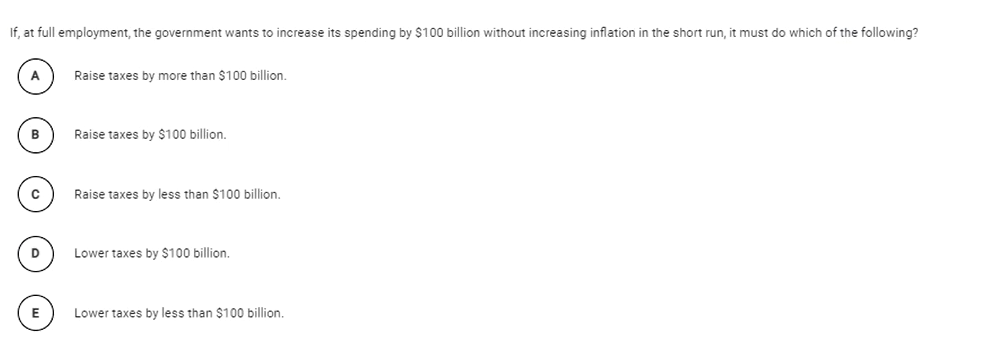 If, at full employment, the government wants to increase its spending by $100 billion without increasing inflation in the short run, it must do which of the following?
A Raise taxes by more than $100 billion.
B Raise taxes by $100 billion.
C Raise taxes by less than $100 billion.
D Lower taxes by $100 billion.
E Lower taxes by less than $100 billion.